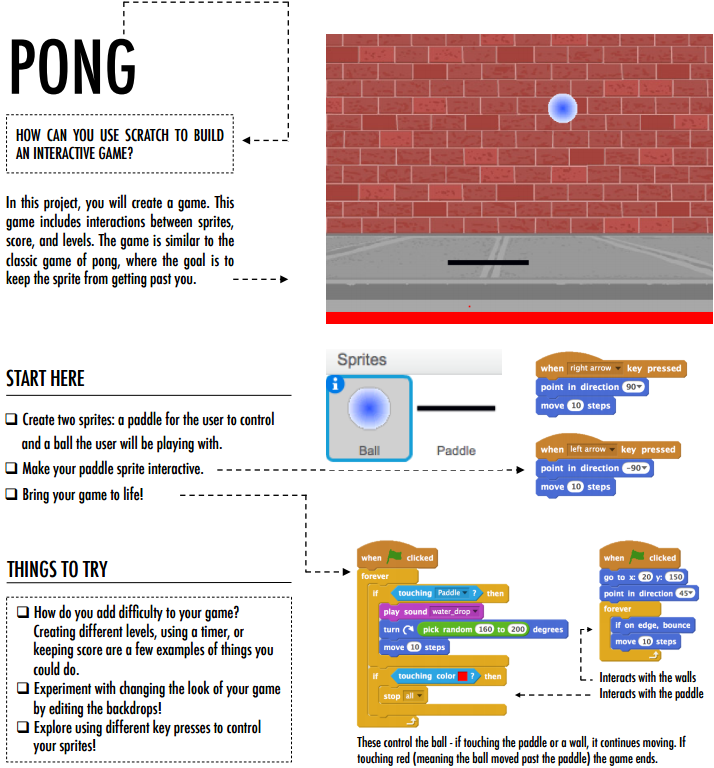 PONG
HOW CAN YOU USE SCRATCH TO BUILD
AN INTERACTIVE GAME?
In this project, you will create a game. This
game includes interactions between sprites,
score, and levels. The game is similar to the
classic game of pong, where the goal is to
keep the sprite from getting past you.
START HERE
Create two sprites: a paddle for the user to control
and a ball the user will be playing with.
Make your paddle sprite interactive.
Bring your game to life!
Sprites
i
Ball
Paddle
when right arrow key pressed
point in direction 90
move 10 steps
when left arrow key pressed
point in direction -90
move 10 steps
THINGS TO TRY
How do you add difficulty to your game?
Creating different levels, using a timer, or
keeping score are a few examples of things you
could do.
Experiment with changing the look of your game
by editing the backdrops!
Explore using different key presses to control
your sprites!
when clicked
forever
if touching Paddle ? then
play sound water_drop
turn pick random 160 to 200 degrees
move 10 steps
if touching color ? then
stop all
when clicked
go to x: 20 y: 150
point in direction 45
forever
if on edge, bounce
move 10 steps
Interacts with the walls
Interacts with the paddle
These control the ball - if touching the paddle or a wall, it continues moving. If
touching red (meaning the ball moved past the paddle) the game ends.